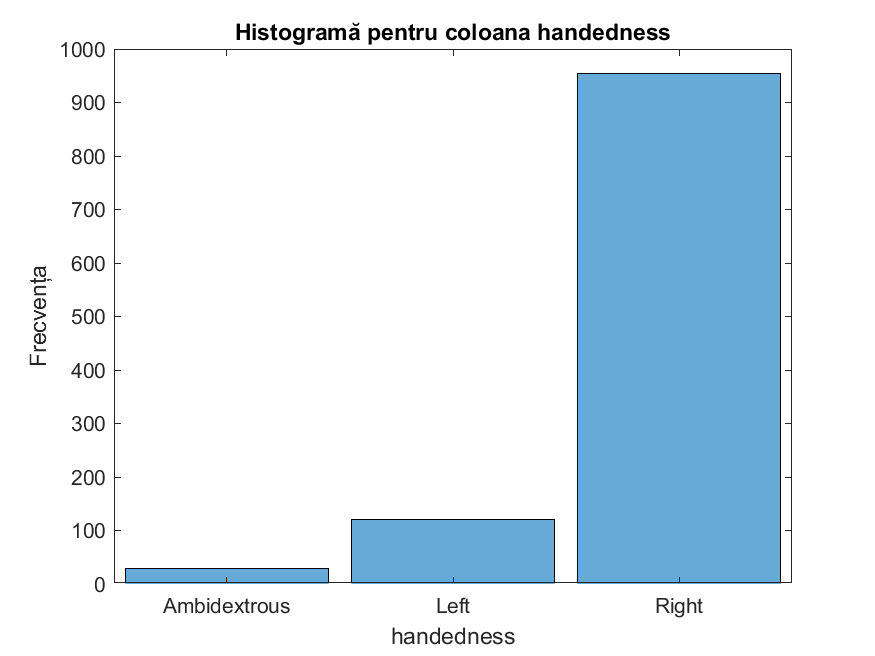 Histogramă pentru coloana handedness
Frecvența
1000
900
800
700
600
500
400
300
200
100
0
Ambidextrous
Left
Right
handedness